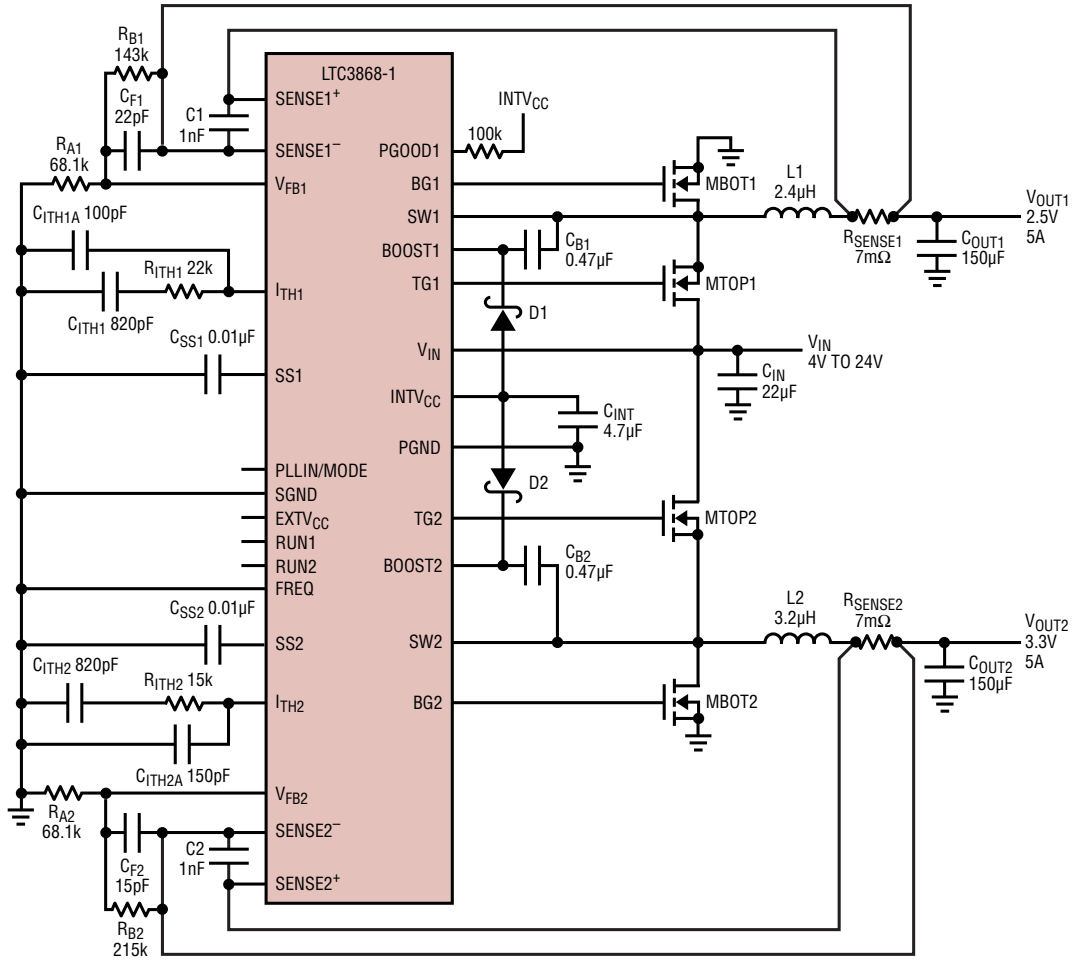 RB1
143k
CF1
22pF
RA1
68.1k
C1
1nF
CITH1A 100pF
RITH1 22k
CITH1 820pF
CSS1 0.01µF
CSS2 0.01µF
CITH2 820pF
RITH2 15k
CITH2A 150pF
RA2
68.1k
CF2
15pF
RB2
215k
C2
1nF
LTC3868-1
SENSE1+
SENSE1–
VFB1
ITH1
SS1
PLLIN/MODE
SGND
EXTVCC
RUN1
RUN2
FREQ
SS2
ITH2
VFB2
SENSE2–
SENSE2+
PGOOD1
BG1
SW1
BOOST1
TG1
VIN
INTVCC
PGND
TG2
BOOST2
SW2
BG2
INTVCC
100k
MBOT1
L1
2.4µH
RSENSE1
7mΩ
VOUT1
2.5V
5A
COUT1
150µF
CB1
0.47µF
MTOP1
D1
VIN
4V TO 24V
CIN
22µF
CINT
4.7µF
D2
MTOP2
CB2
0.47µF
L2
3.2µH
RSENSE2
7mΩ
VOUT2
3.3V
5A
COUT2
150µF
MBOT2